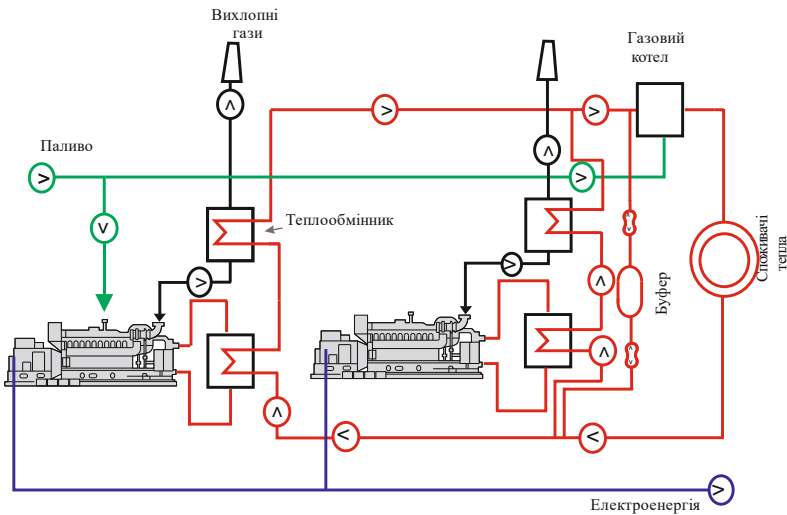 Вихлопні
гази
Газовий
котел
Паливо
Теплообмінник
Буфер
Споживачі
тепла
Електроенергія